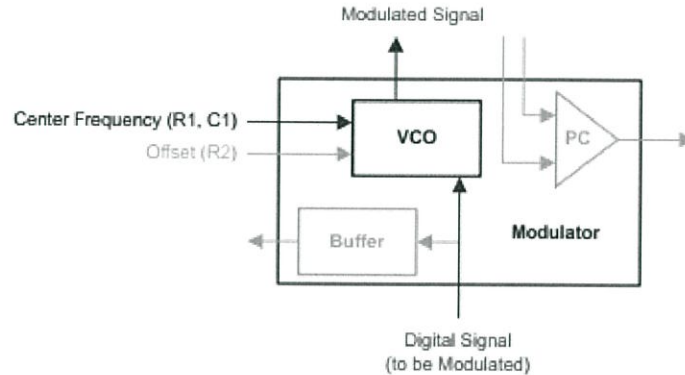 Modulated Signal
Center Frequency (R1, C1)
Offset (R2)
VCO
PC
Buffer
Modulator
Digital Signal
(to be Modulated)